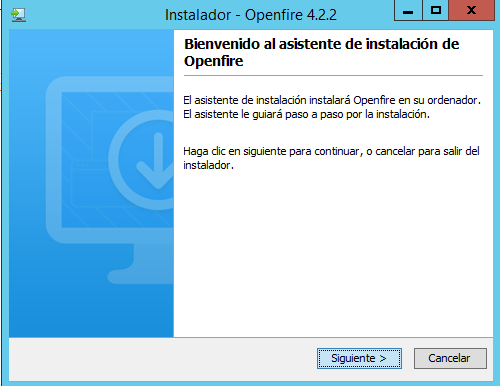 Instalador - Openfire 4.2.2
Bienvenido al asistente de instalación de
Openfire
El asistente de instalación instalará Openfire en su ordenador.
El asistente le guiará paso a paso por la instalación.
Haga clic en siguiente para continuar, o cancelar para salir del
instalador.
Siguiente >
Cancelar